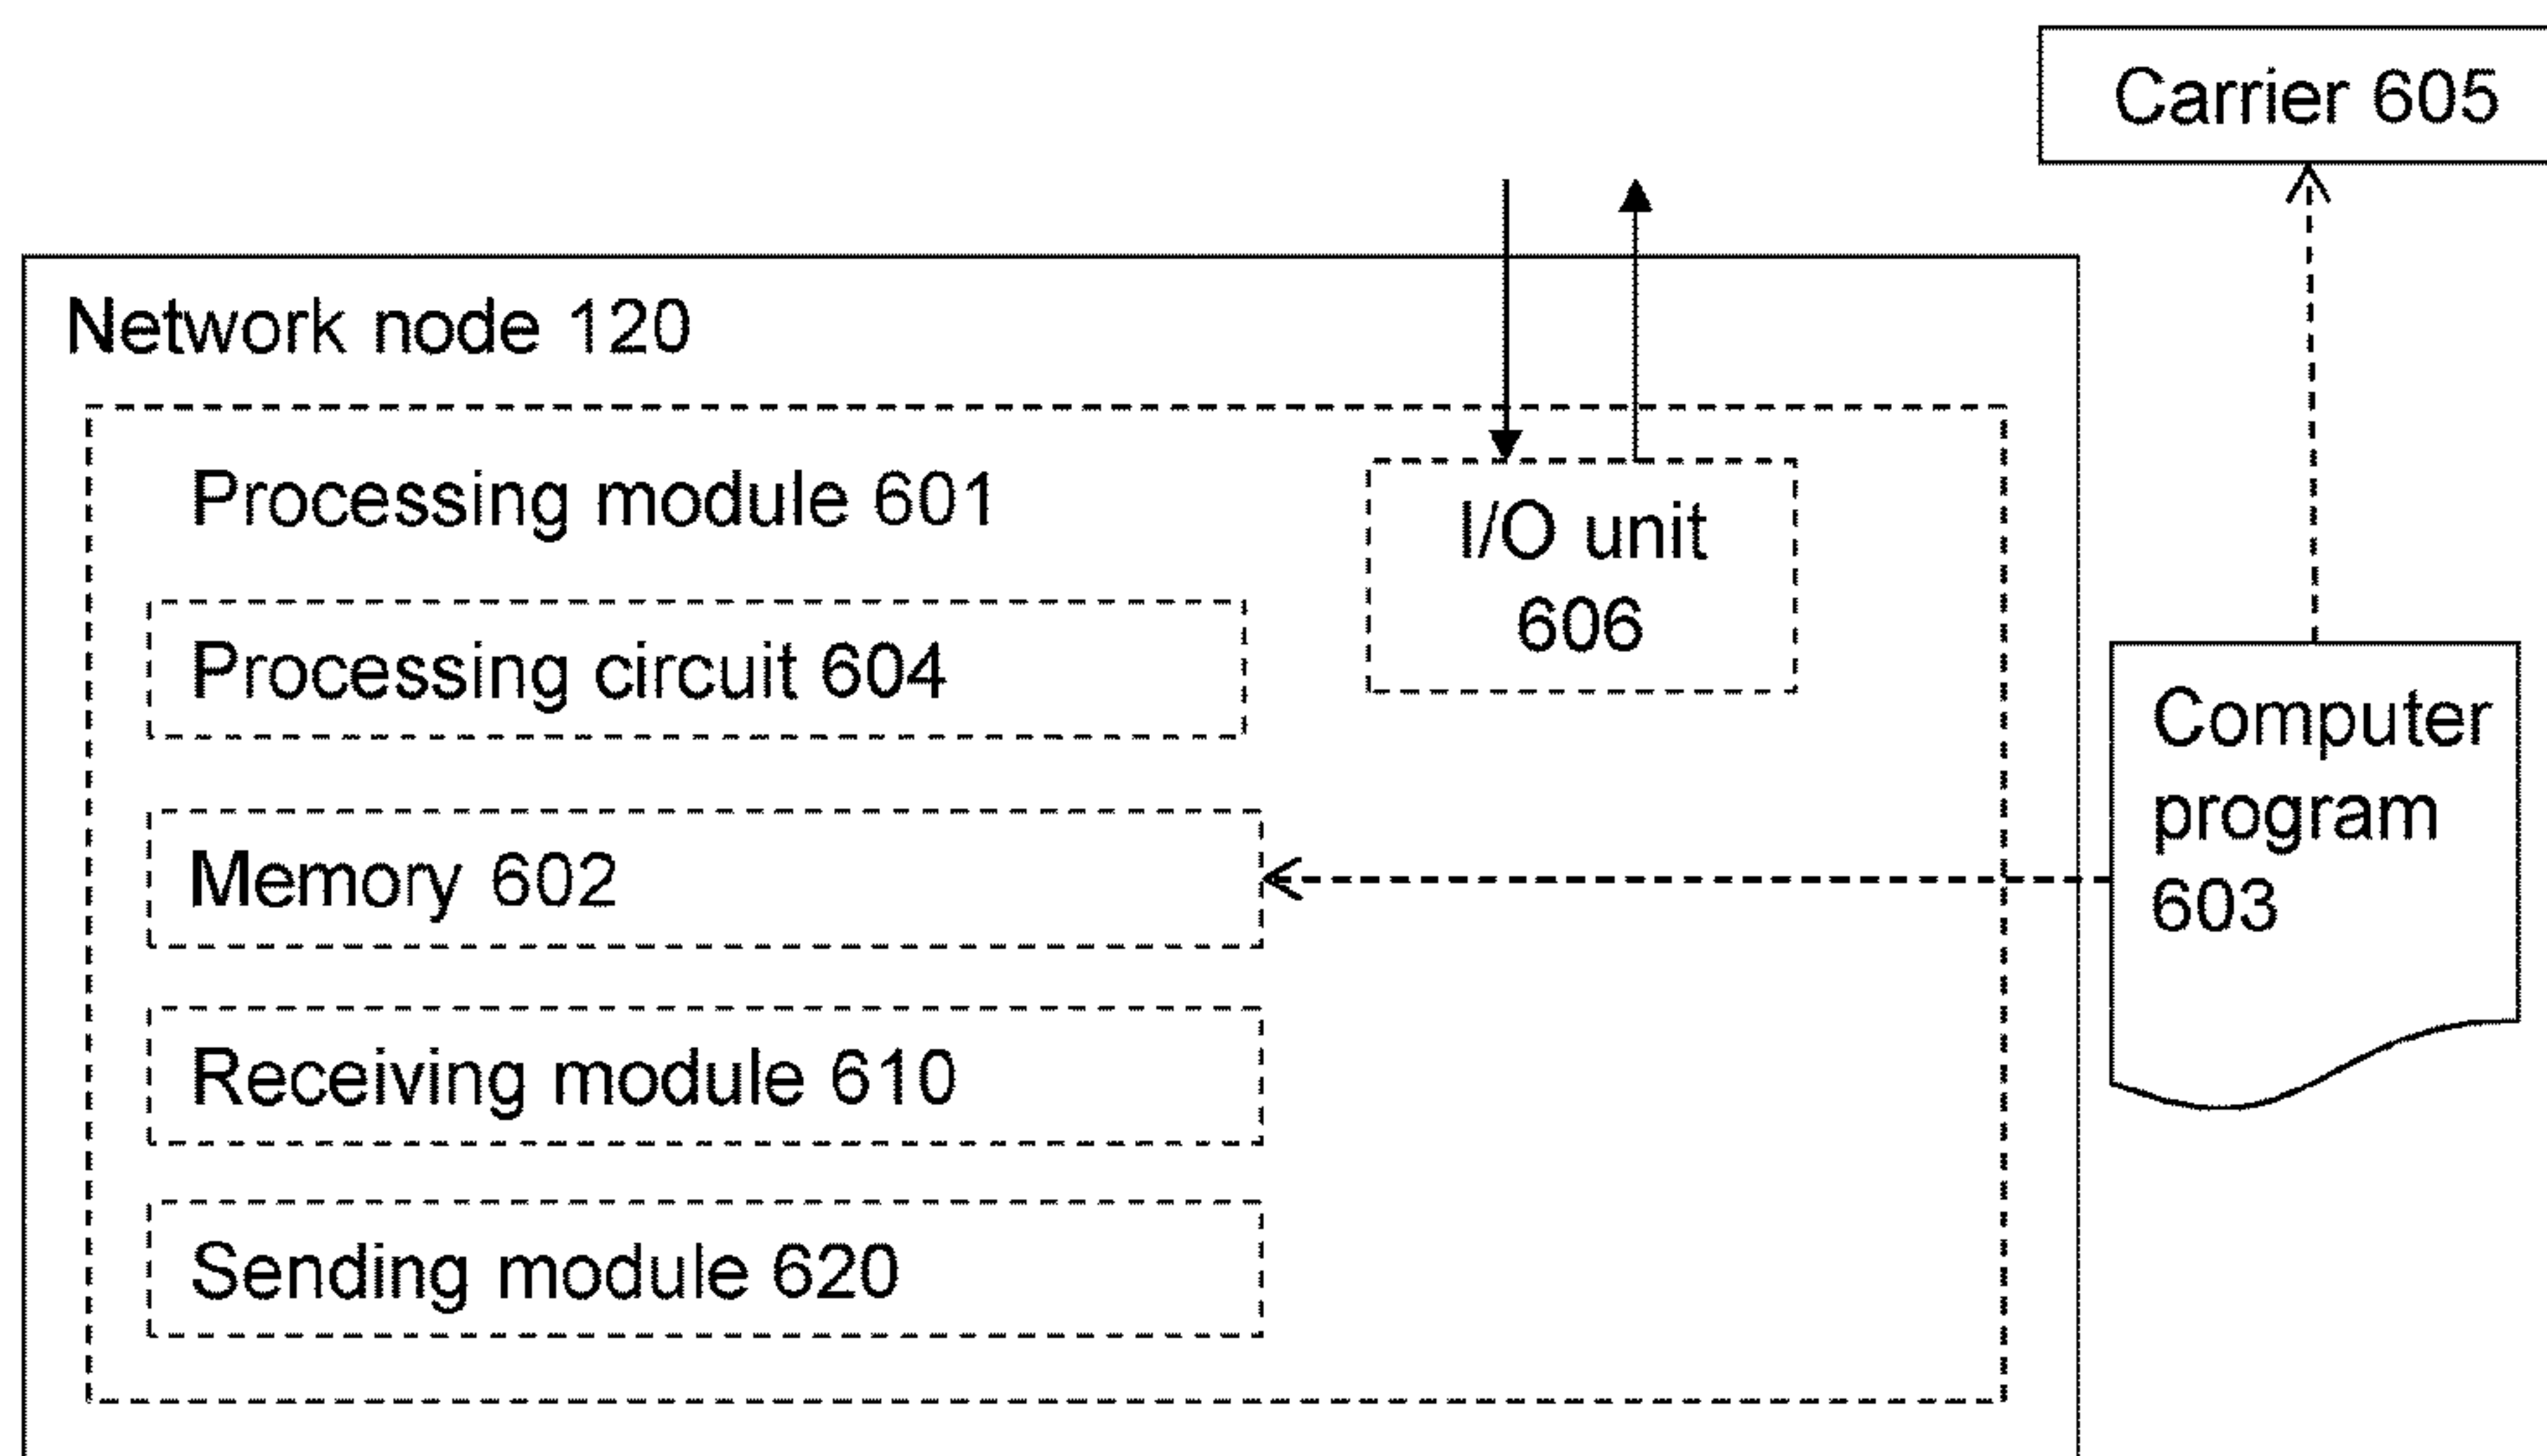 Carrier 605
Network node 120
Processing module 601
I/O unit
606
Processing circuit 604
Computer
program
603
Memory 602
Receiving module 610
Sending module 620